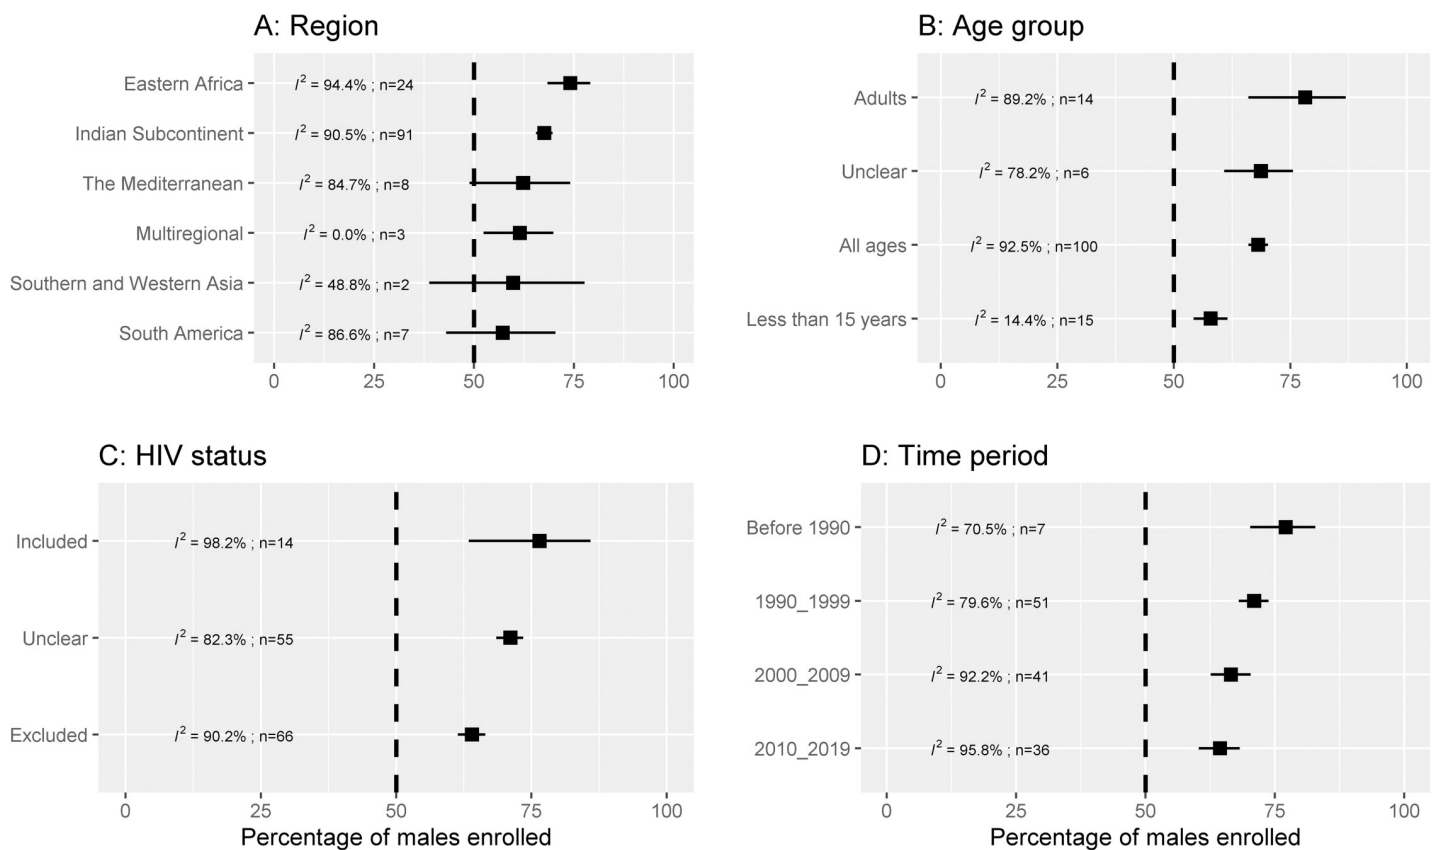 A: Region
Eastern Africa I² = 94.4% ; n=24
Indian Subcontinent I² = 90.5% ; n=91
The Mediterranean I² = 84.7% ; n=8
Multiregional I² = 0.0% ; n=3
Southern and Western Asia I² = 48.8% ; n=2
South America I² = 86.6% ; n=7
0 25 50 75 100
B: Age group
Adults I² = 89.2% ; n=14
Unclear I² = 78.2% ; n=6
All ages I² = 92.5% ; n=100
Less than 15 years I² = 14.4% ; n=15
0 25 50 75 100
C: HIV status
Included I² = 98.2% ; n=14
Unclear I² = 82.3% ; n=55
Excluded I² = 90.2% ; n=66
0 25 50 75 100
Percentage of males enrolled
D: Time period
Before 1990 I² = 70.5% ; n=7
1990_1999 I² = 79.6% ; n=51
2000_2009 I² = 92.2% ; n=41
2010_2019 I² = 95.8% ; n=36
0 25 50 75 100
Percentage of males enrolled